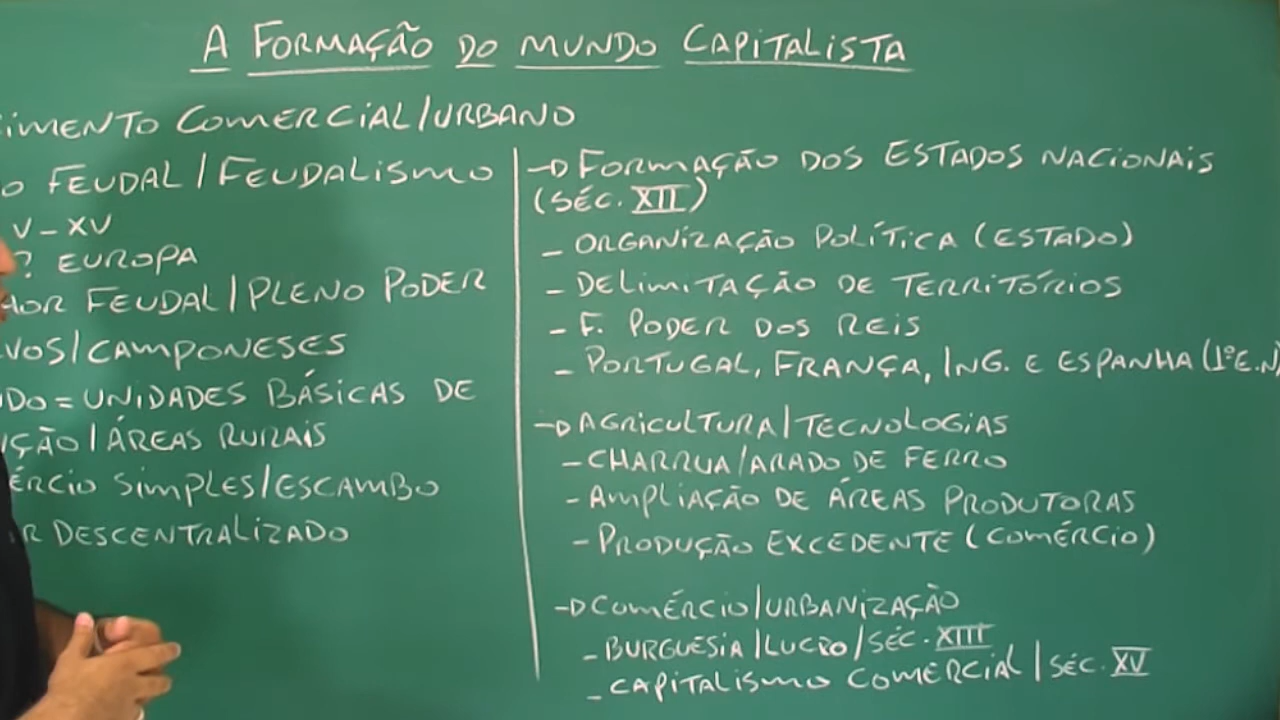 A FORMAÇÃO DO MUNDO CAPITALISTA
IMENTO COMERCIAL/URBANO
O FEUDAL/FEUDALISMO
V-XV
? EUROPA
HOR FEUDAL/PLENO PODER
VOS/CAMPONESES
DO = UNIDADES BÁSICAS DE
UÇÃO/ÁREAS RURAIS
ÉRCIO SIMPLES/ESCAMBO
R DESCENTRALIZADO
→ FORMAÇÃO DOS ESTADOS NACIONAIS
(SÉC. XII)
- ORGANIZAÇÃO POLÍTICA (ESTADO)
- DELIMITAÇÃO DE TERRITÓRIOS
- F. PODER DOS REIS
- PORTUGAL, FRANÇA, ING. E ESPANHA (1º E.N)
→ AGRICULTURA/TECNOLOGIAS
- CHARRUA/ARADO DE FERRO
- AMPLIAÇÃO DE ÁREAS PRODUTORAS
- PRODUÇÃO EXCEDENTE (COMÉRCIO)
→ COMÉRCIO/URBANIZAÇÃO
- BURGUESIA/LUCRO/SÉC. XIII
- CAPITALISMO COMERCIAL/SÉC. XV